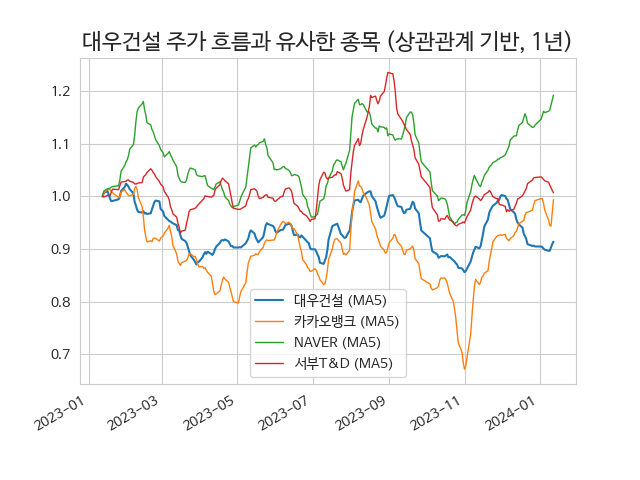 대우건설 주가 흐름과 유사한 종목 (상관관계 기반, 1년)
1.2
1.1
1.0
0.9
0.8
0.7
대우건설 (MA5)
카카오뱅크 (MA5)
NAVER (MA5)
서부T&D (MA5)
2023-01
2023-03
2023-05
2023-07
2023-09
2023-11
2024-01